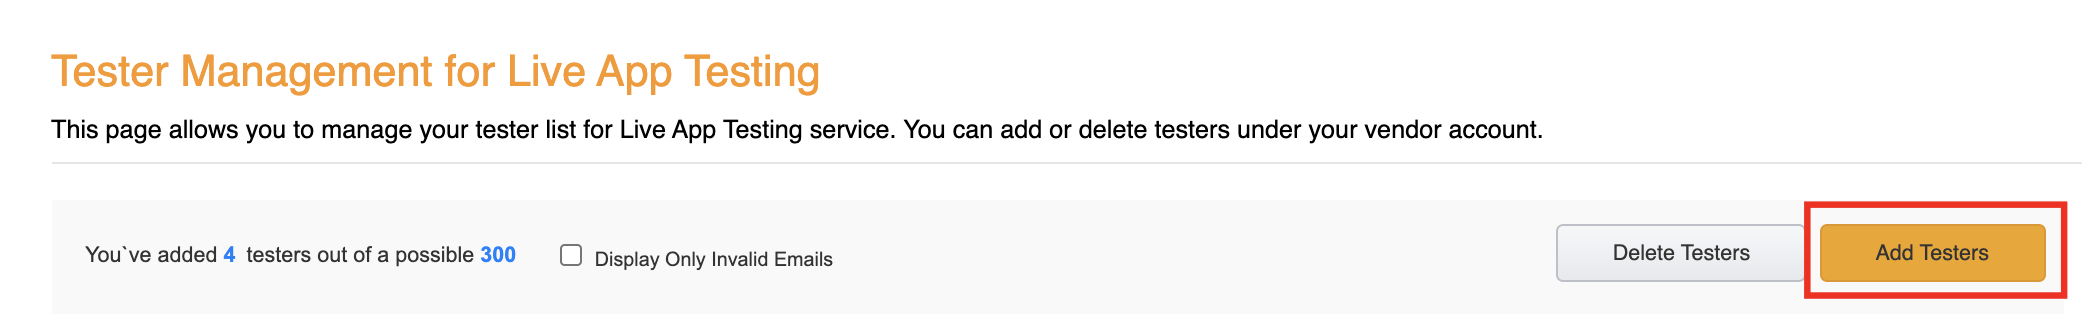 Tester Management for Live App Testing
This page allows you to manage your tester list for Live App Testing service. You can add or delete testers under your vendor account.
You`ve added 4 testers out of a possible 300
Display Only Invalid Emails
Delete Testers
Add Testers